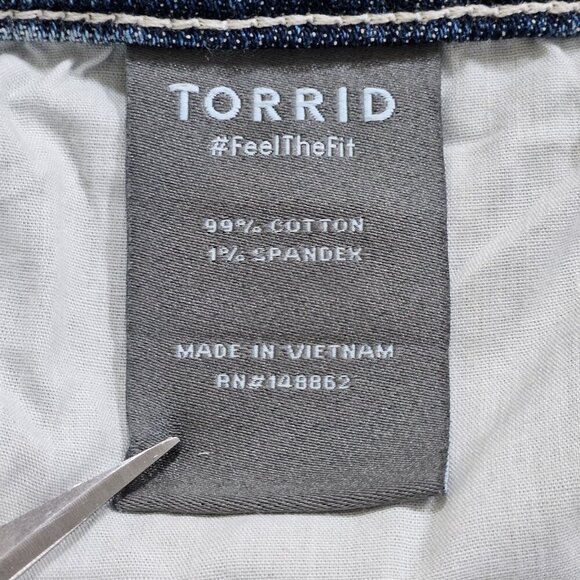 TORRID
#FeelTheFit
99% COTTON
1% SPANDEX
MADE IN VIETNAM
RN#148862